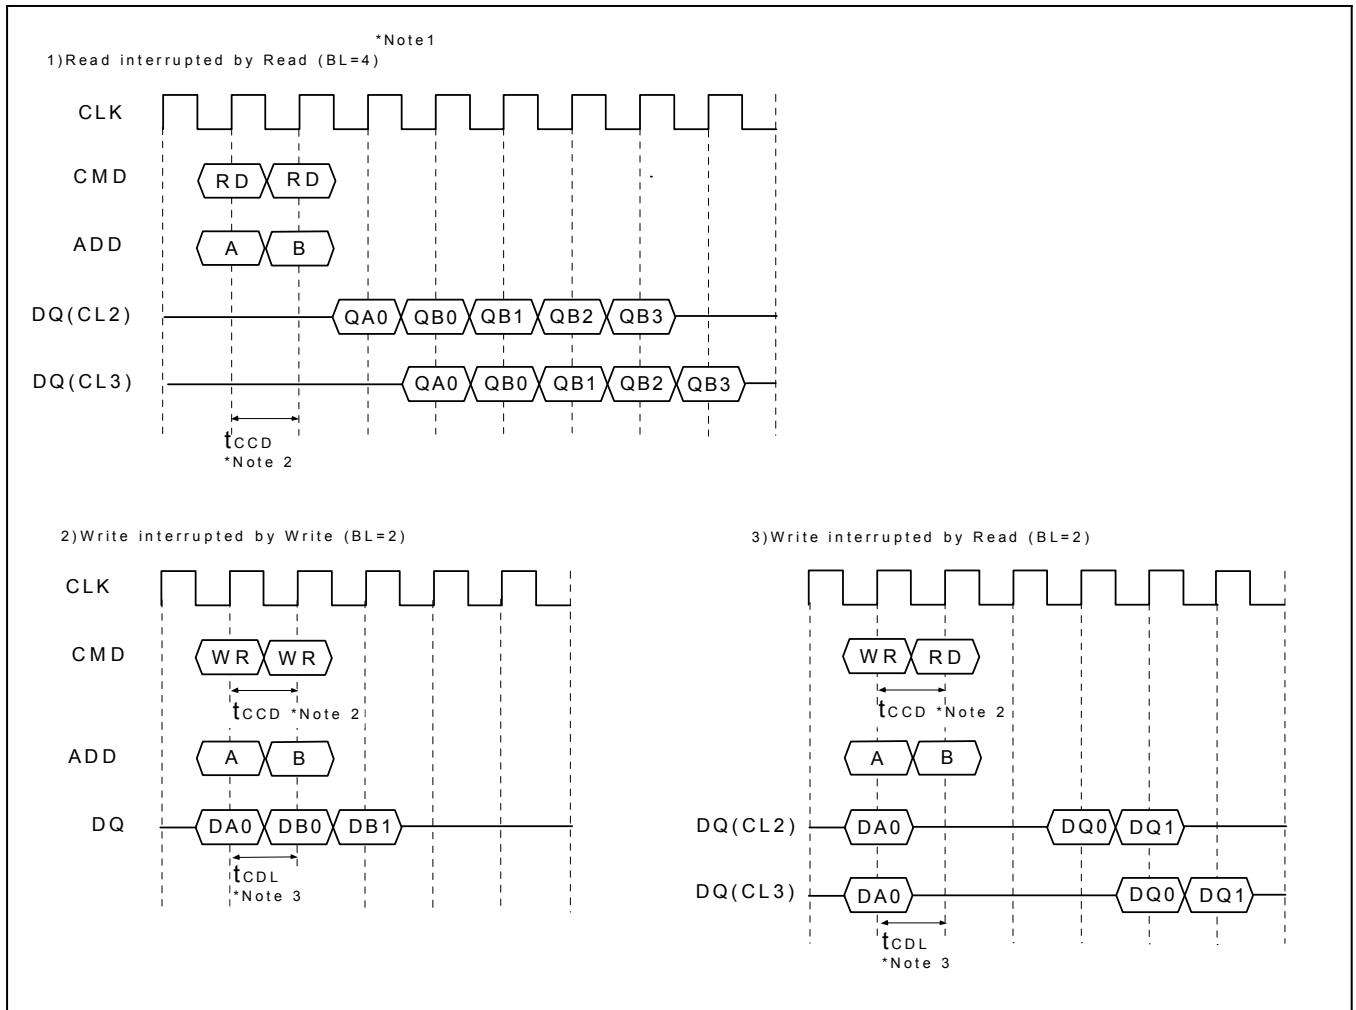 *Note1
1)Read interrupted by Read (BL=4)
CLK
CMD RD RD
ADD A B
DQ(CL2) QA0 QB0 QB1 QB2 QB3
DQ(CL3) QA0 QB0 QB1 QB2 QB3
tCCD
*Note 2
2)Write interrupted by Write (BL=2)
CLK
CMD WR WR
tCCD *Note 2
ADD A B
DQ DA0 DB0 DB1
tCDL
*Note 3
3)Write interrupted by Read (BL=2)
WR RD
tCCD *Note 2
A B
DQ(CL2) DA0 DQ0 DQ1
DQ(CL3) DA0 DQ0 DQ1
tCDL
*Note 3